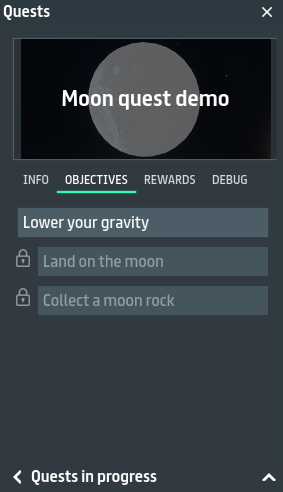 Quests
Moon quest demo
INFO OBJECTIVES REWARDS DEBUG
Lower your gravity
Land on the moon
Collect a moon rock
Quests in progress